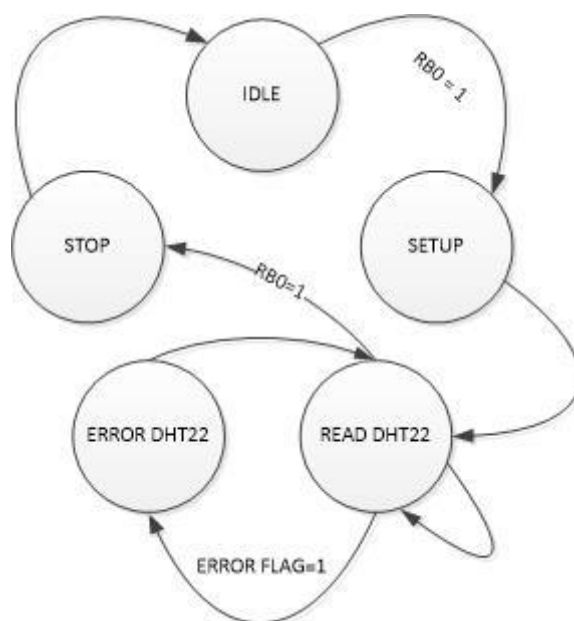 IDLE
RB0 = 1
STOP
SETUP
RB0=1
ERROR DHT22
READ DHT22
ERROR FLAG=1